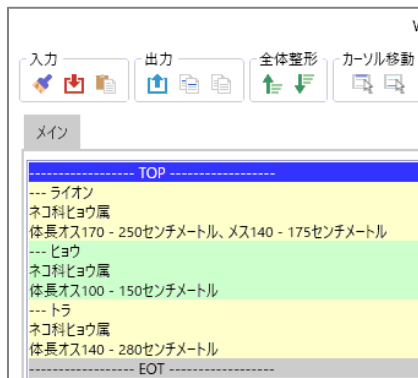 W
入力
出力
全体整形
カーソル移動
メイン
------------------ TOP ------------------
--- ライオン
ネコ科ヒョウ属
体長オス170 - 250センチメートル、メス140 - 175センチメートル
--- ヒョウ
ネコ科ヒョウ属
体長オス100 - 150センチメートル
--- トラ
ネコ科ヒョウ属
体長オス140 - 280センチメートル
------------------ EOT ------------------